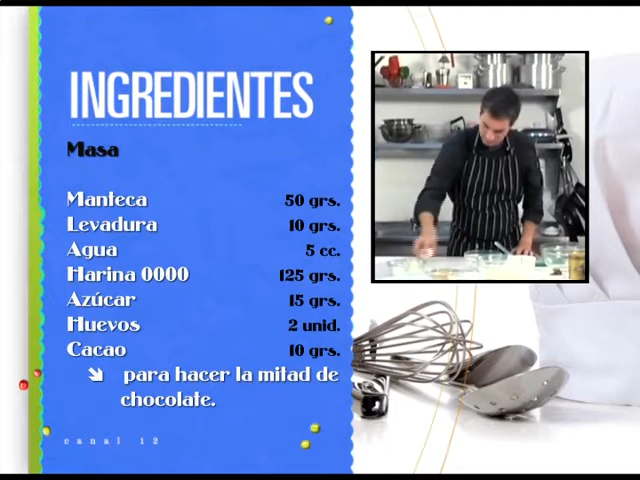 INGREDIENTES
Masa
Manteca 50 grs.
Levadura 10 grs.
Agua 5 cc.
Harina 0000 125 grs.
Azúcar 15 grs.
Huevos 2 unid.
Cacao 10 grs.
para hacer la mitad de
chocolate.
canal 12